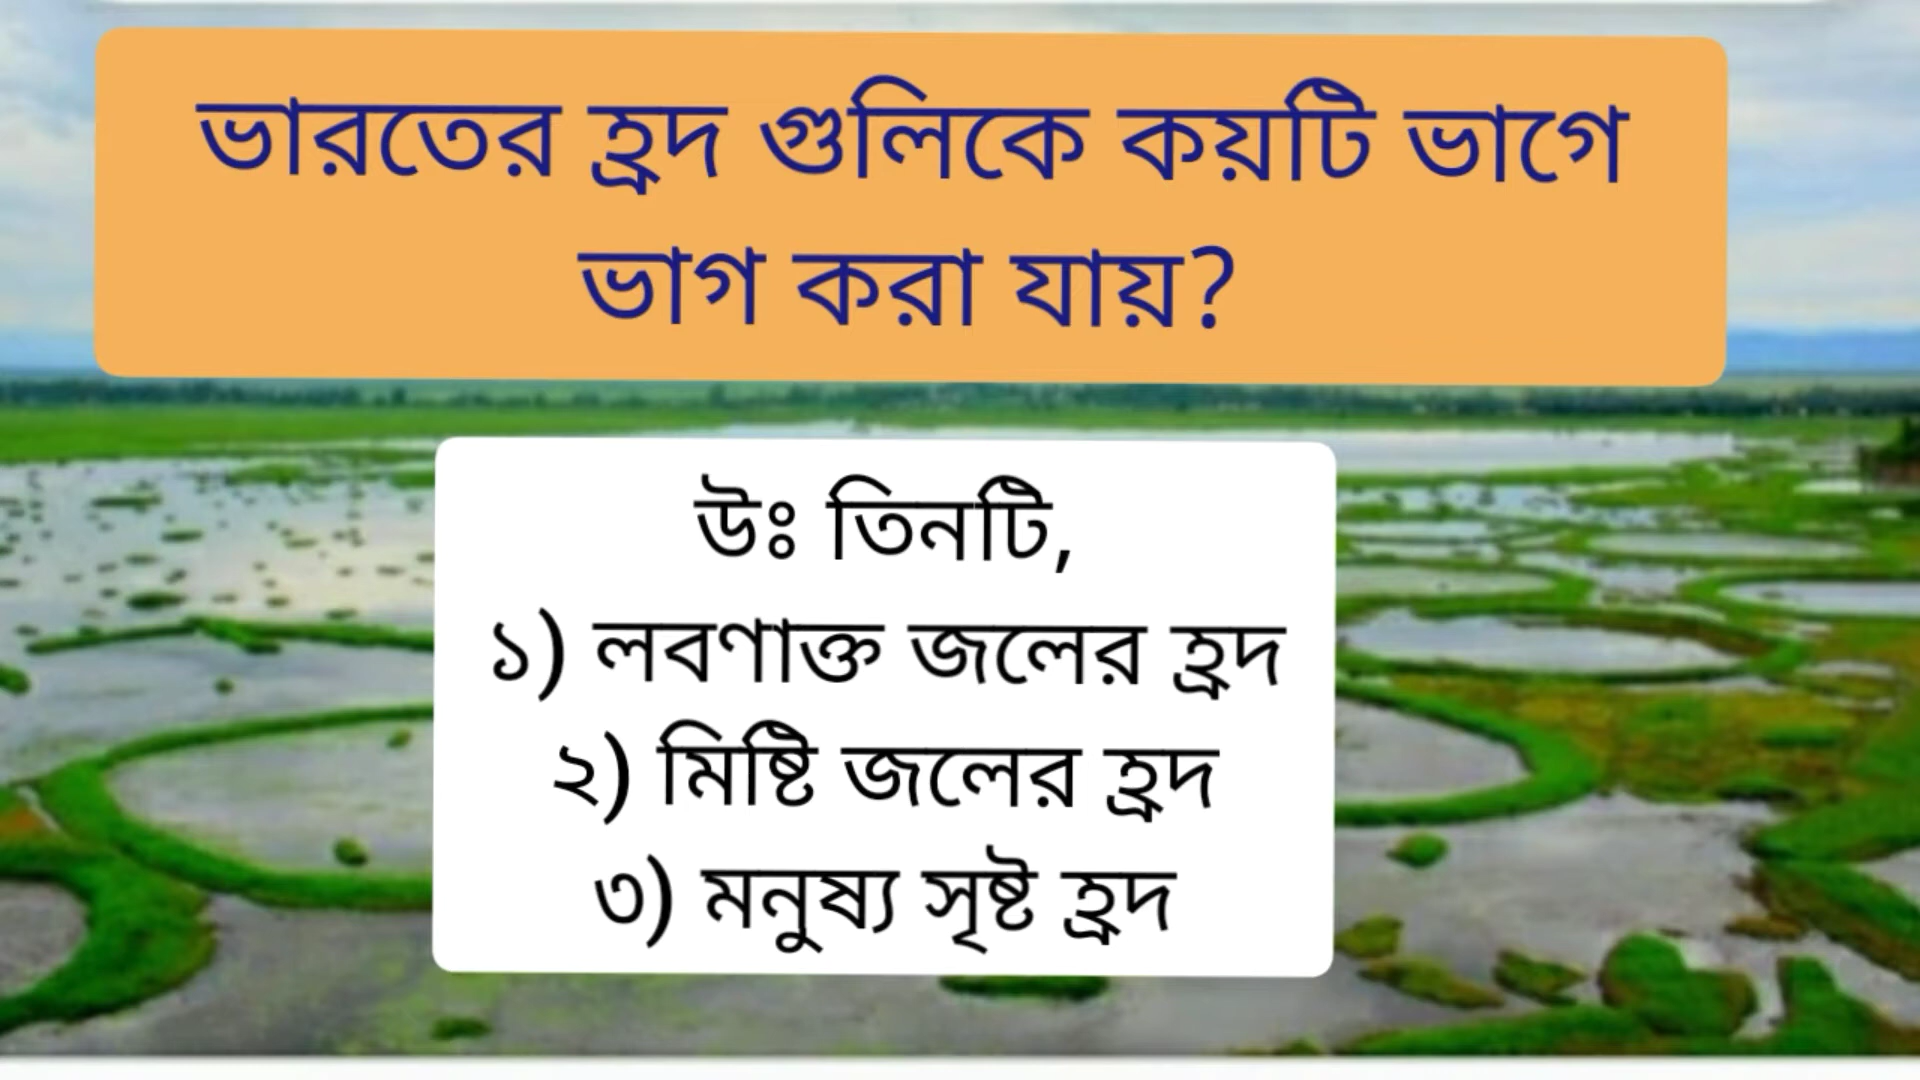 ভারতের হ্রদ গুলিকে কয়টি ভাগে
ভাগ করা যায়?
উঃ তিনটি,
১) লবণাক্ত জলের হ্রদ
২) মিষ্টি জলের হ্রদ
৩) মনুষ্য সৃষ্ট হ্রদ